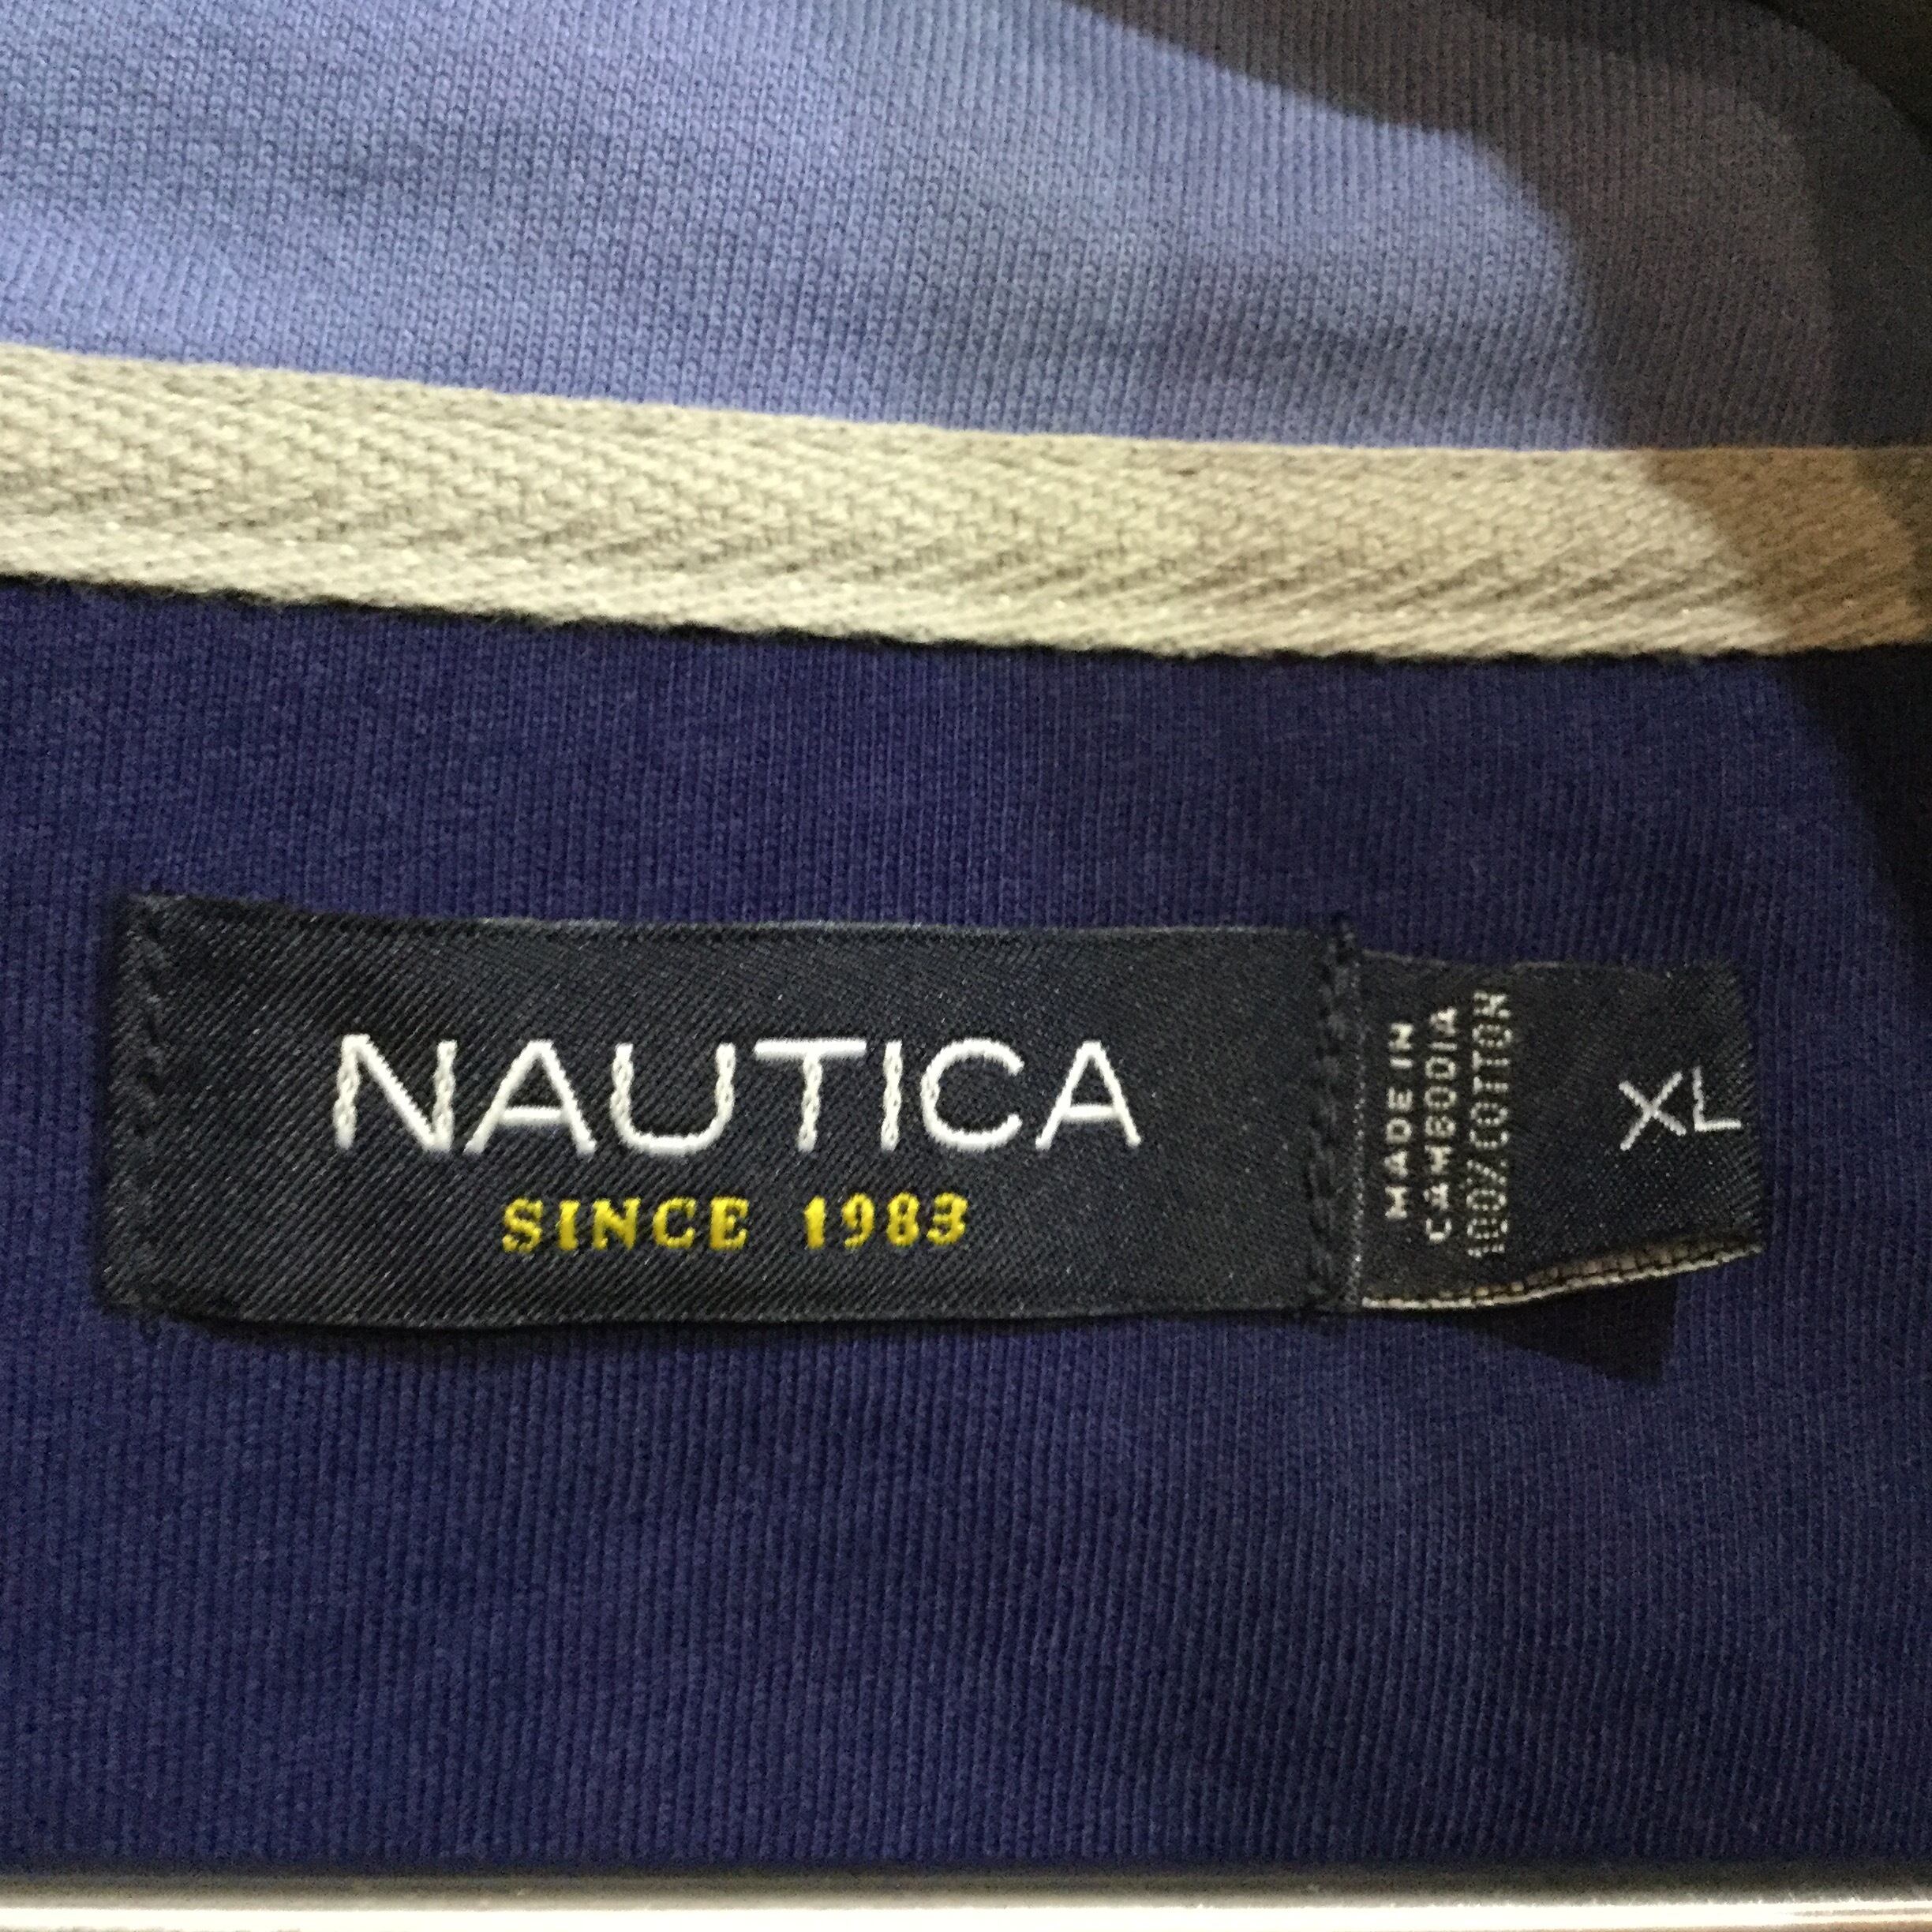 NAUTICA
SINCE 1983
MADE IN
CAMBODIA
100% COTTON
XL